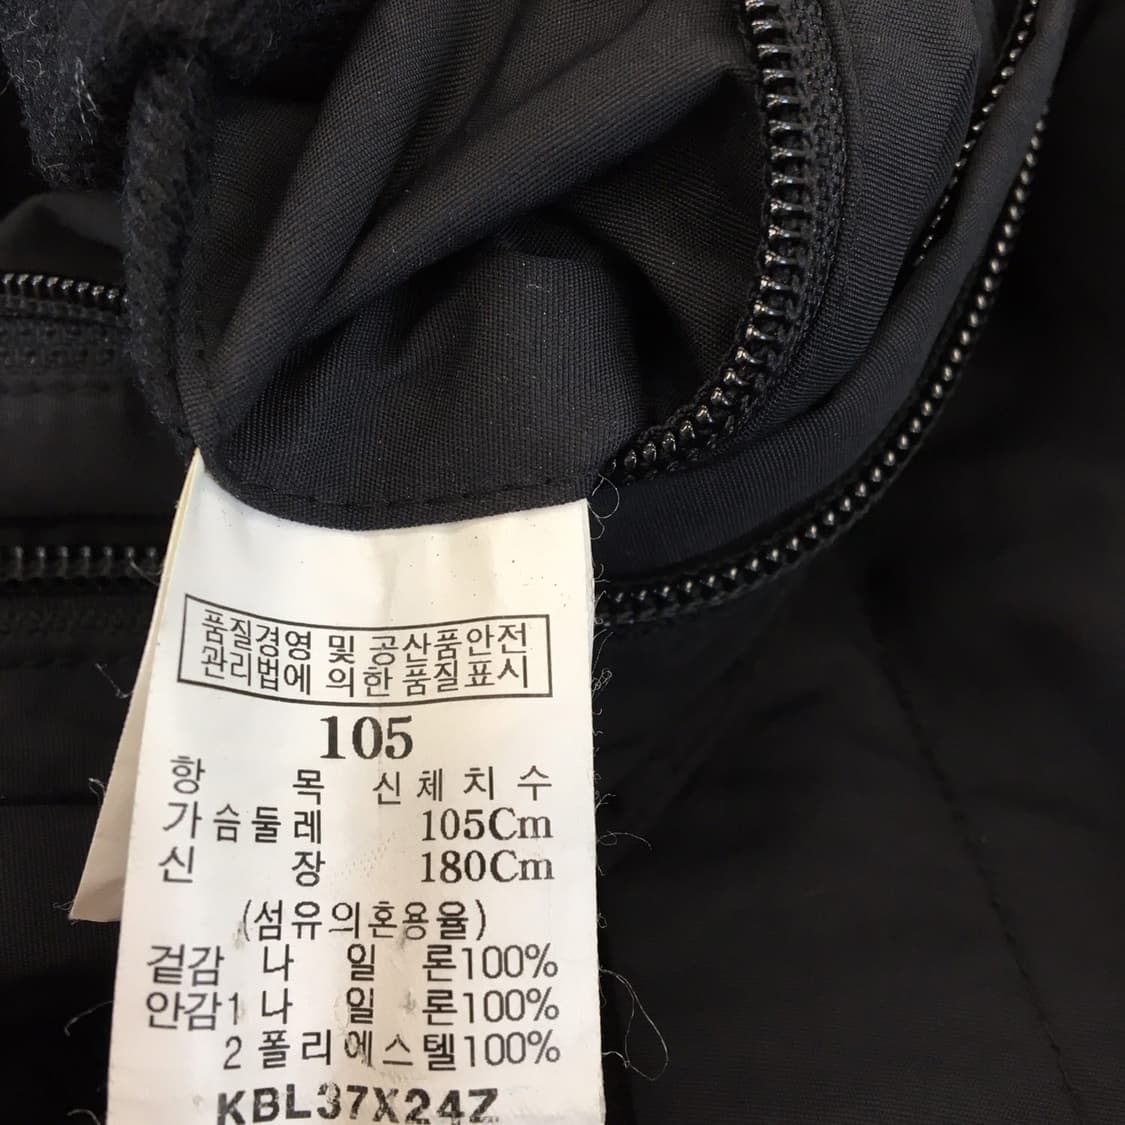 품질경영 및 공산품안전
관리법에 의한 품질표시
105
항 목 신체치수
가슴둘레 105Cm
신 장 180Cm
(섬유의혼용율)
겉감 나 일 론100%
안감1 나 일 론100%
2 폴리에스텔100%
KBL37X24Z